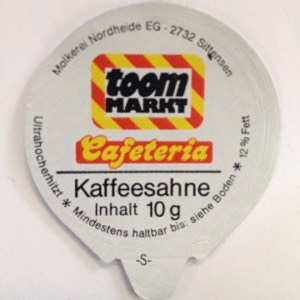 Molkerei Nordheide EG - 2732 Sittensen
toom
MARKT
Cafeteria
Kaffeesahne
Inhalt 10 g
Ultrahocherhitzt * Mindestens haltbar bis: siehe Boden * 12% Fett
-S-